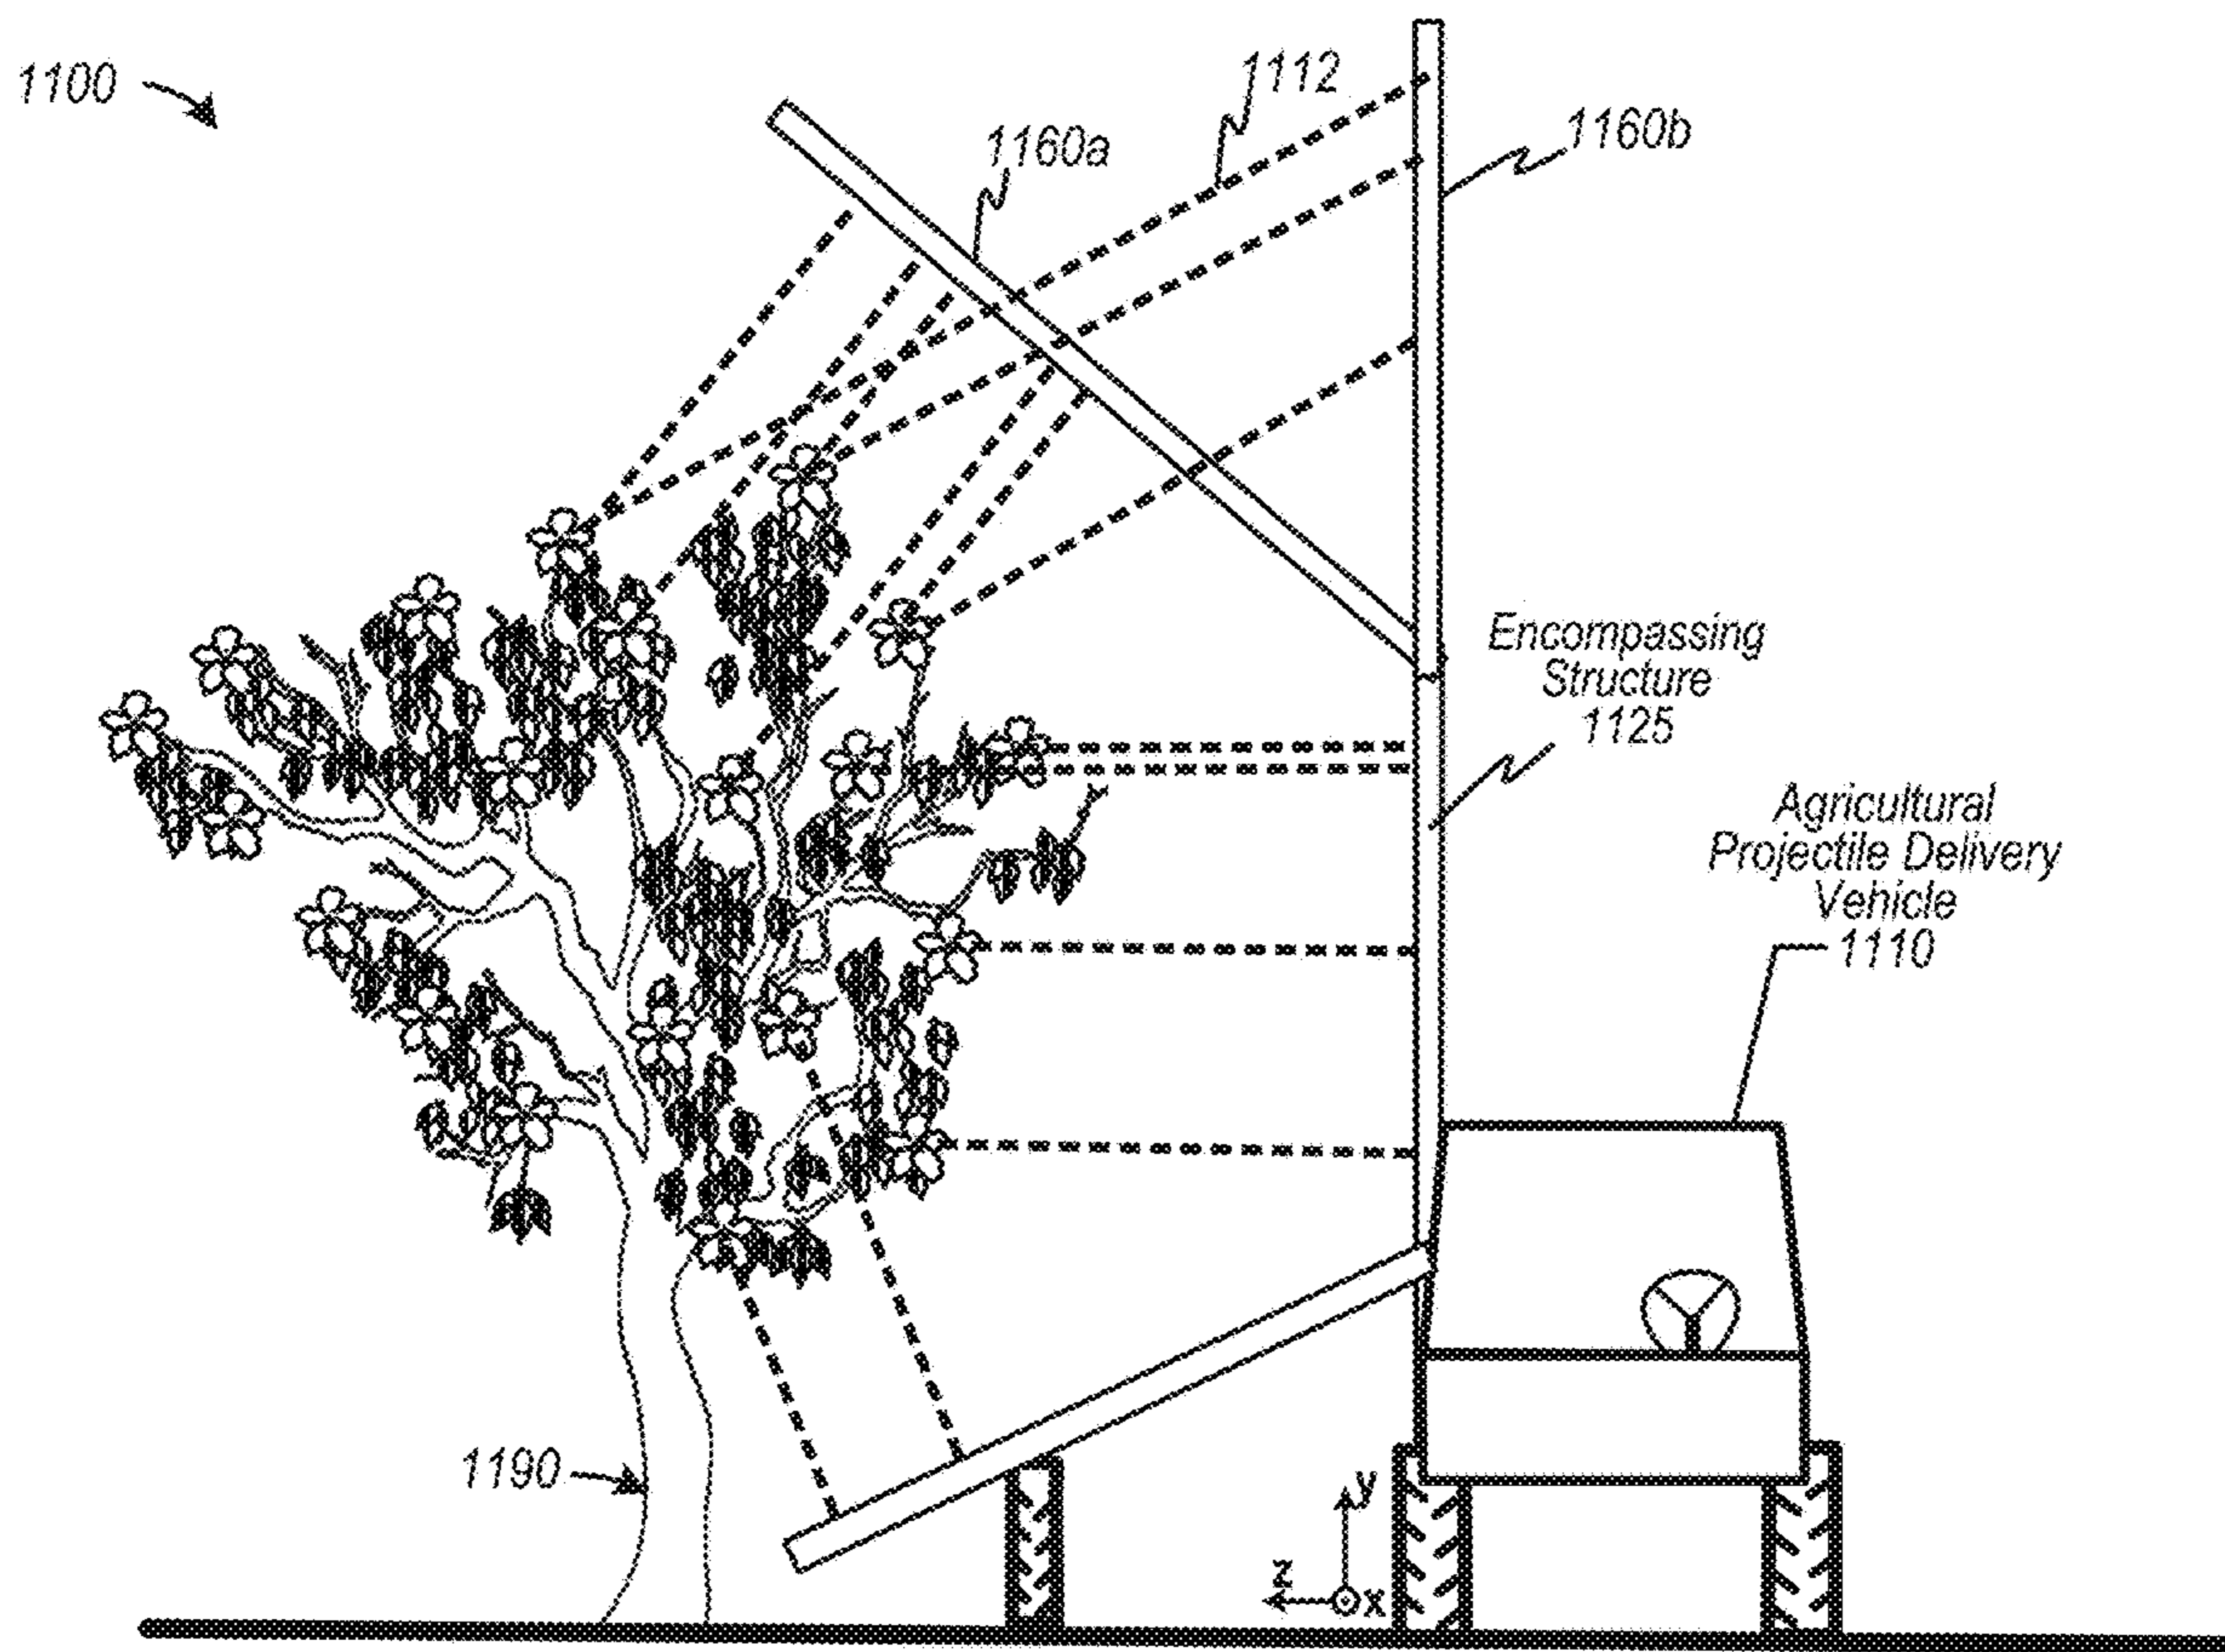 1100
1112
1160a
1160b
Encompassing
Structure
1125
Agricultural
Projectile Delivery
Vehicle
1110
1190
y
z
x